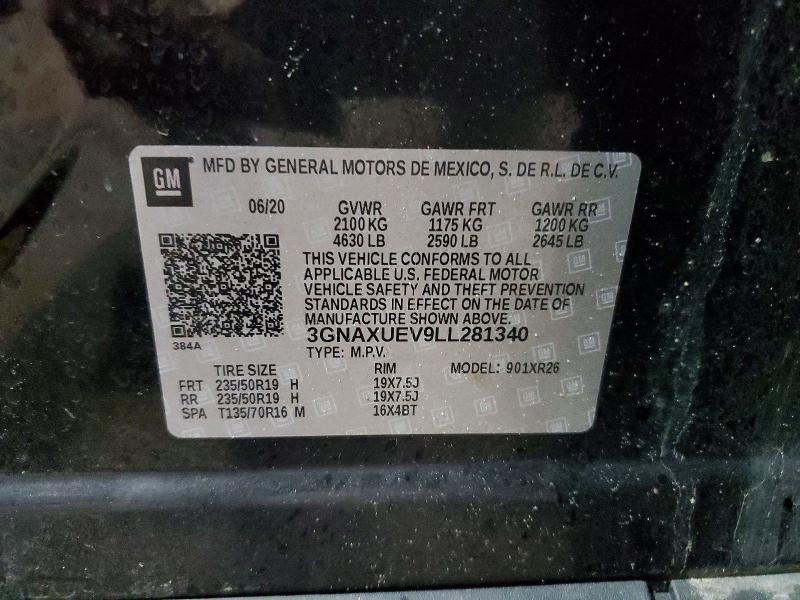 GM MFD BY GENERAL MOTORS DE MEXICO, S. DE R.L. DE C.V.
06/20 GVWR GAWR FRT GAWR RR
2100 KG 1175 KG 1200 KG
4630 LB 2590 LB 2645 LB
THIS VEHICLE CONFORMS TO ALL
APPLICABLE U.S. FEDERAL MOTOR
VEHICLE SAFETY AND THEFT PREVENTION
STANDARDS IN EFFECT ON THE DATE OF
MANUFACTURE SHOWN ABOVE.
384A
3GNAXUEV9LL281340
TYPE: M.P.V.
TIRE SIZE RIM MODEL: 901XR26
FRT 235/50R19 H 19X7.5J
RR 235/50R19 H 19X7.5J
SPA T135/70R16 M 16X4BT